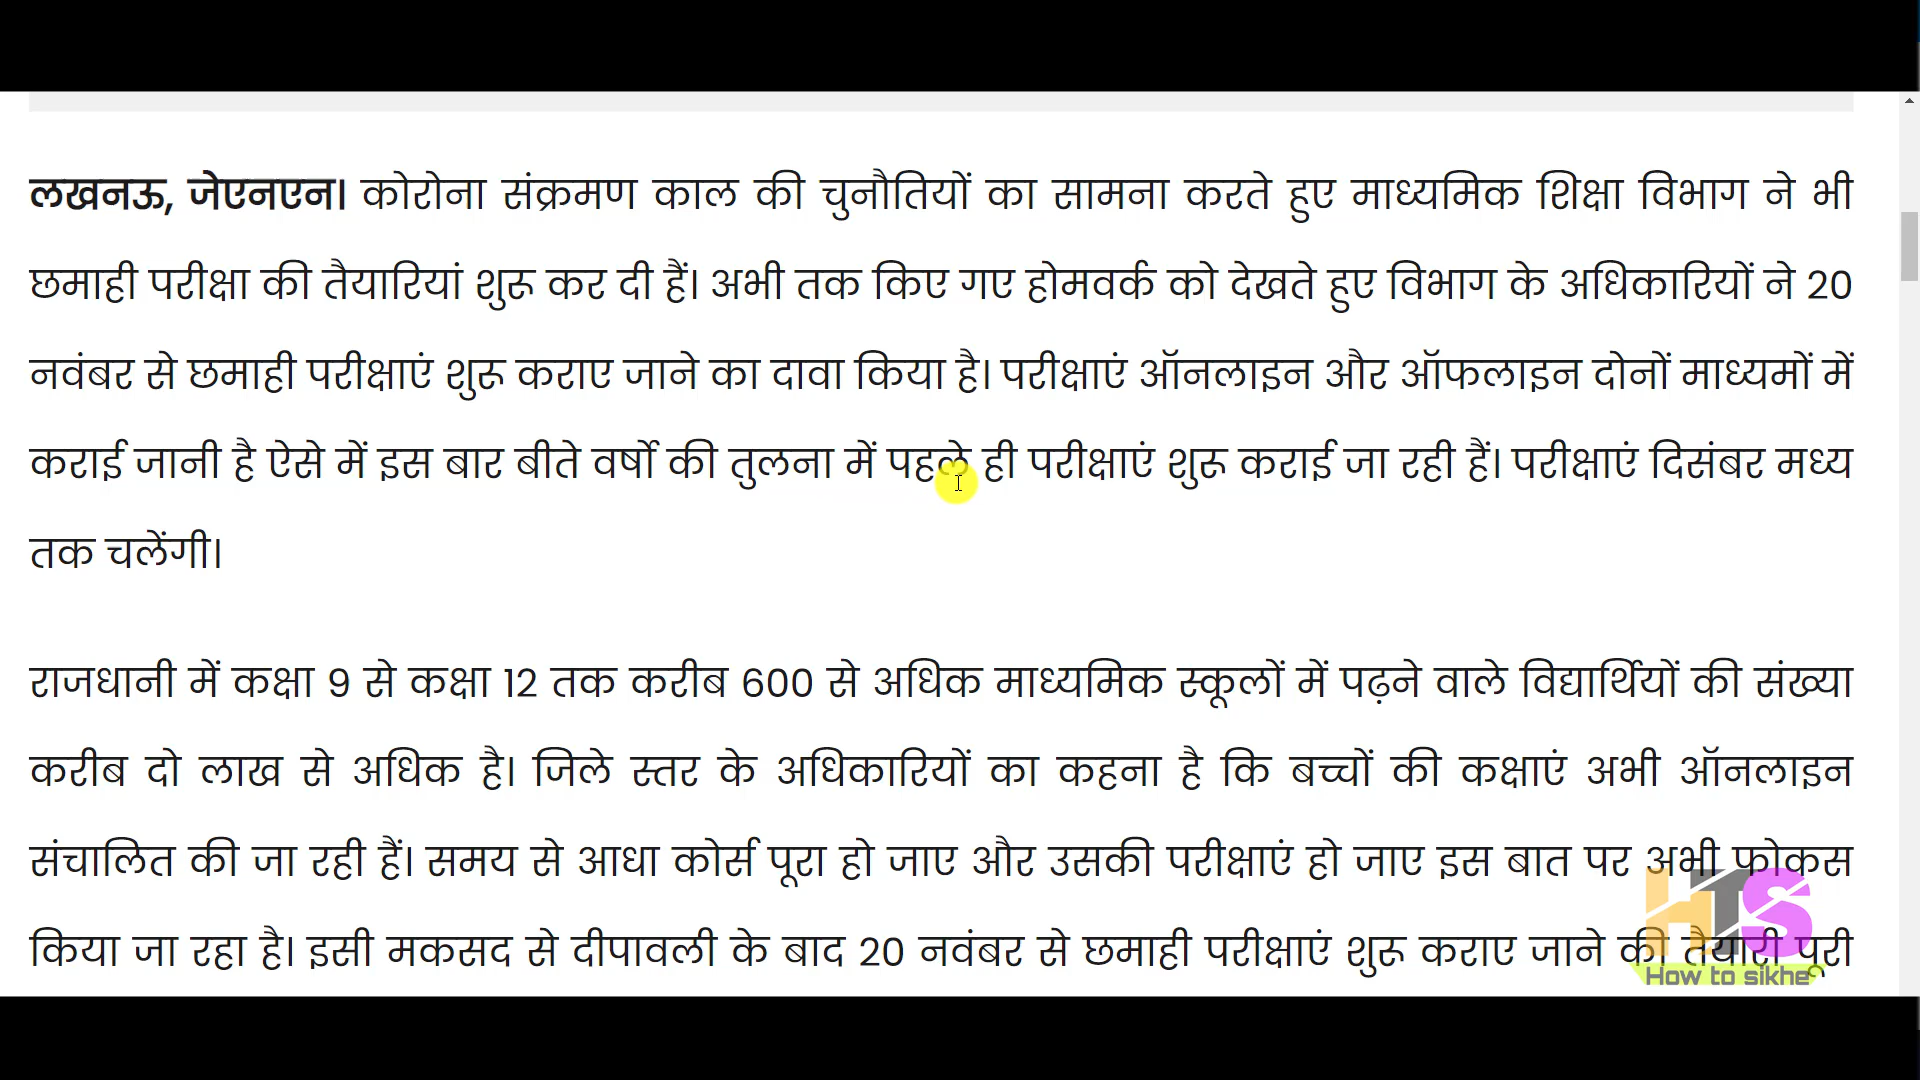 लखनऊ, जेएनएन। कोरोना संक्रमण काल की चुनौतियों का सामना करते हुए माध्यमिक शिक्षा विभाग ने भी
छमाही परीक्षा की तैयारियां शुरू कर दी हैं। अभी तक किए गए होमवर्क को देखते हुए विभाग के अधिकारियों ने 20
नवंबर से छमाही परीक्षाएं शुरू कराए जाने का दावा किया है। परीक्षाएं ऑनलाइन और ऑफलाइन दोनों माध्यमों में
कराई जानी है ऐसे में इस बार बीते वर्षो की तुलना में पहले ही परीक्षाएं शुरू कराई जा रही हैं। परीक्षाएं दिसंबर मध्य
तक चलेंगी।
राजधानी में कक्षा 9 से कक्षा 12 तक करीब 600 से अधिक माध्यमिक स्कूलों में पढ़ने वाले विद्यार्थियों की संख्या
करीब दो लाख से अधिक है। जिले स्तर के अधिकारियों का कहना है कि बच्चों की कक्षाएं अभी ऑनलाइन
संचालित की जा रही हैं। समय से आधा कोर्स पूरा हो जाए और उसकी परीक्षाएं हो जाए इस बात पर अभी फोकस
किया जा रहा है। इसी मकसद से दीपावली के बाद 20 नवंबर से छमाही परीक्षाएं शुरू कराए जाने की तैयारी पूरी
HTS
How to sikhe